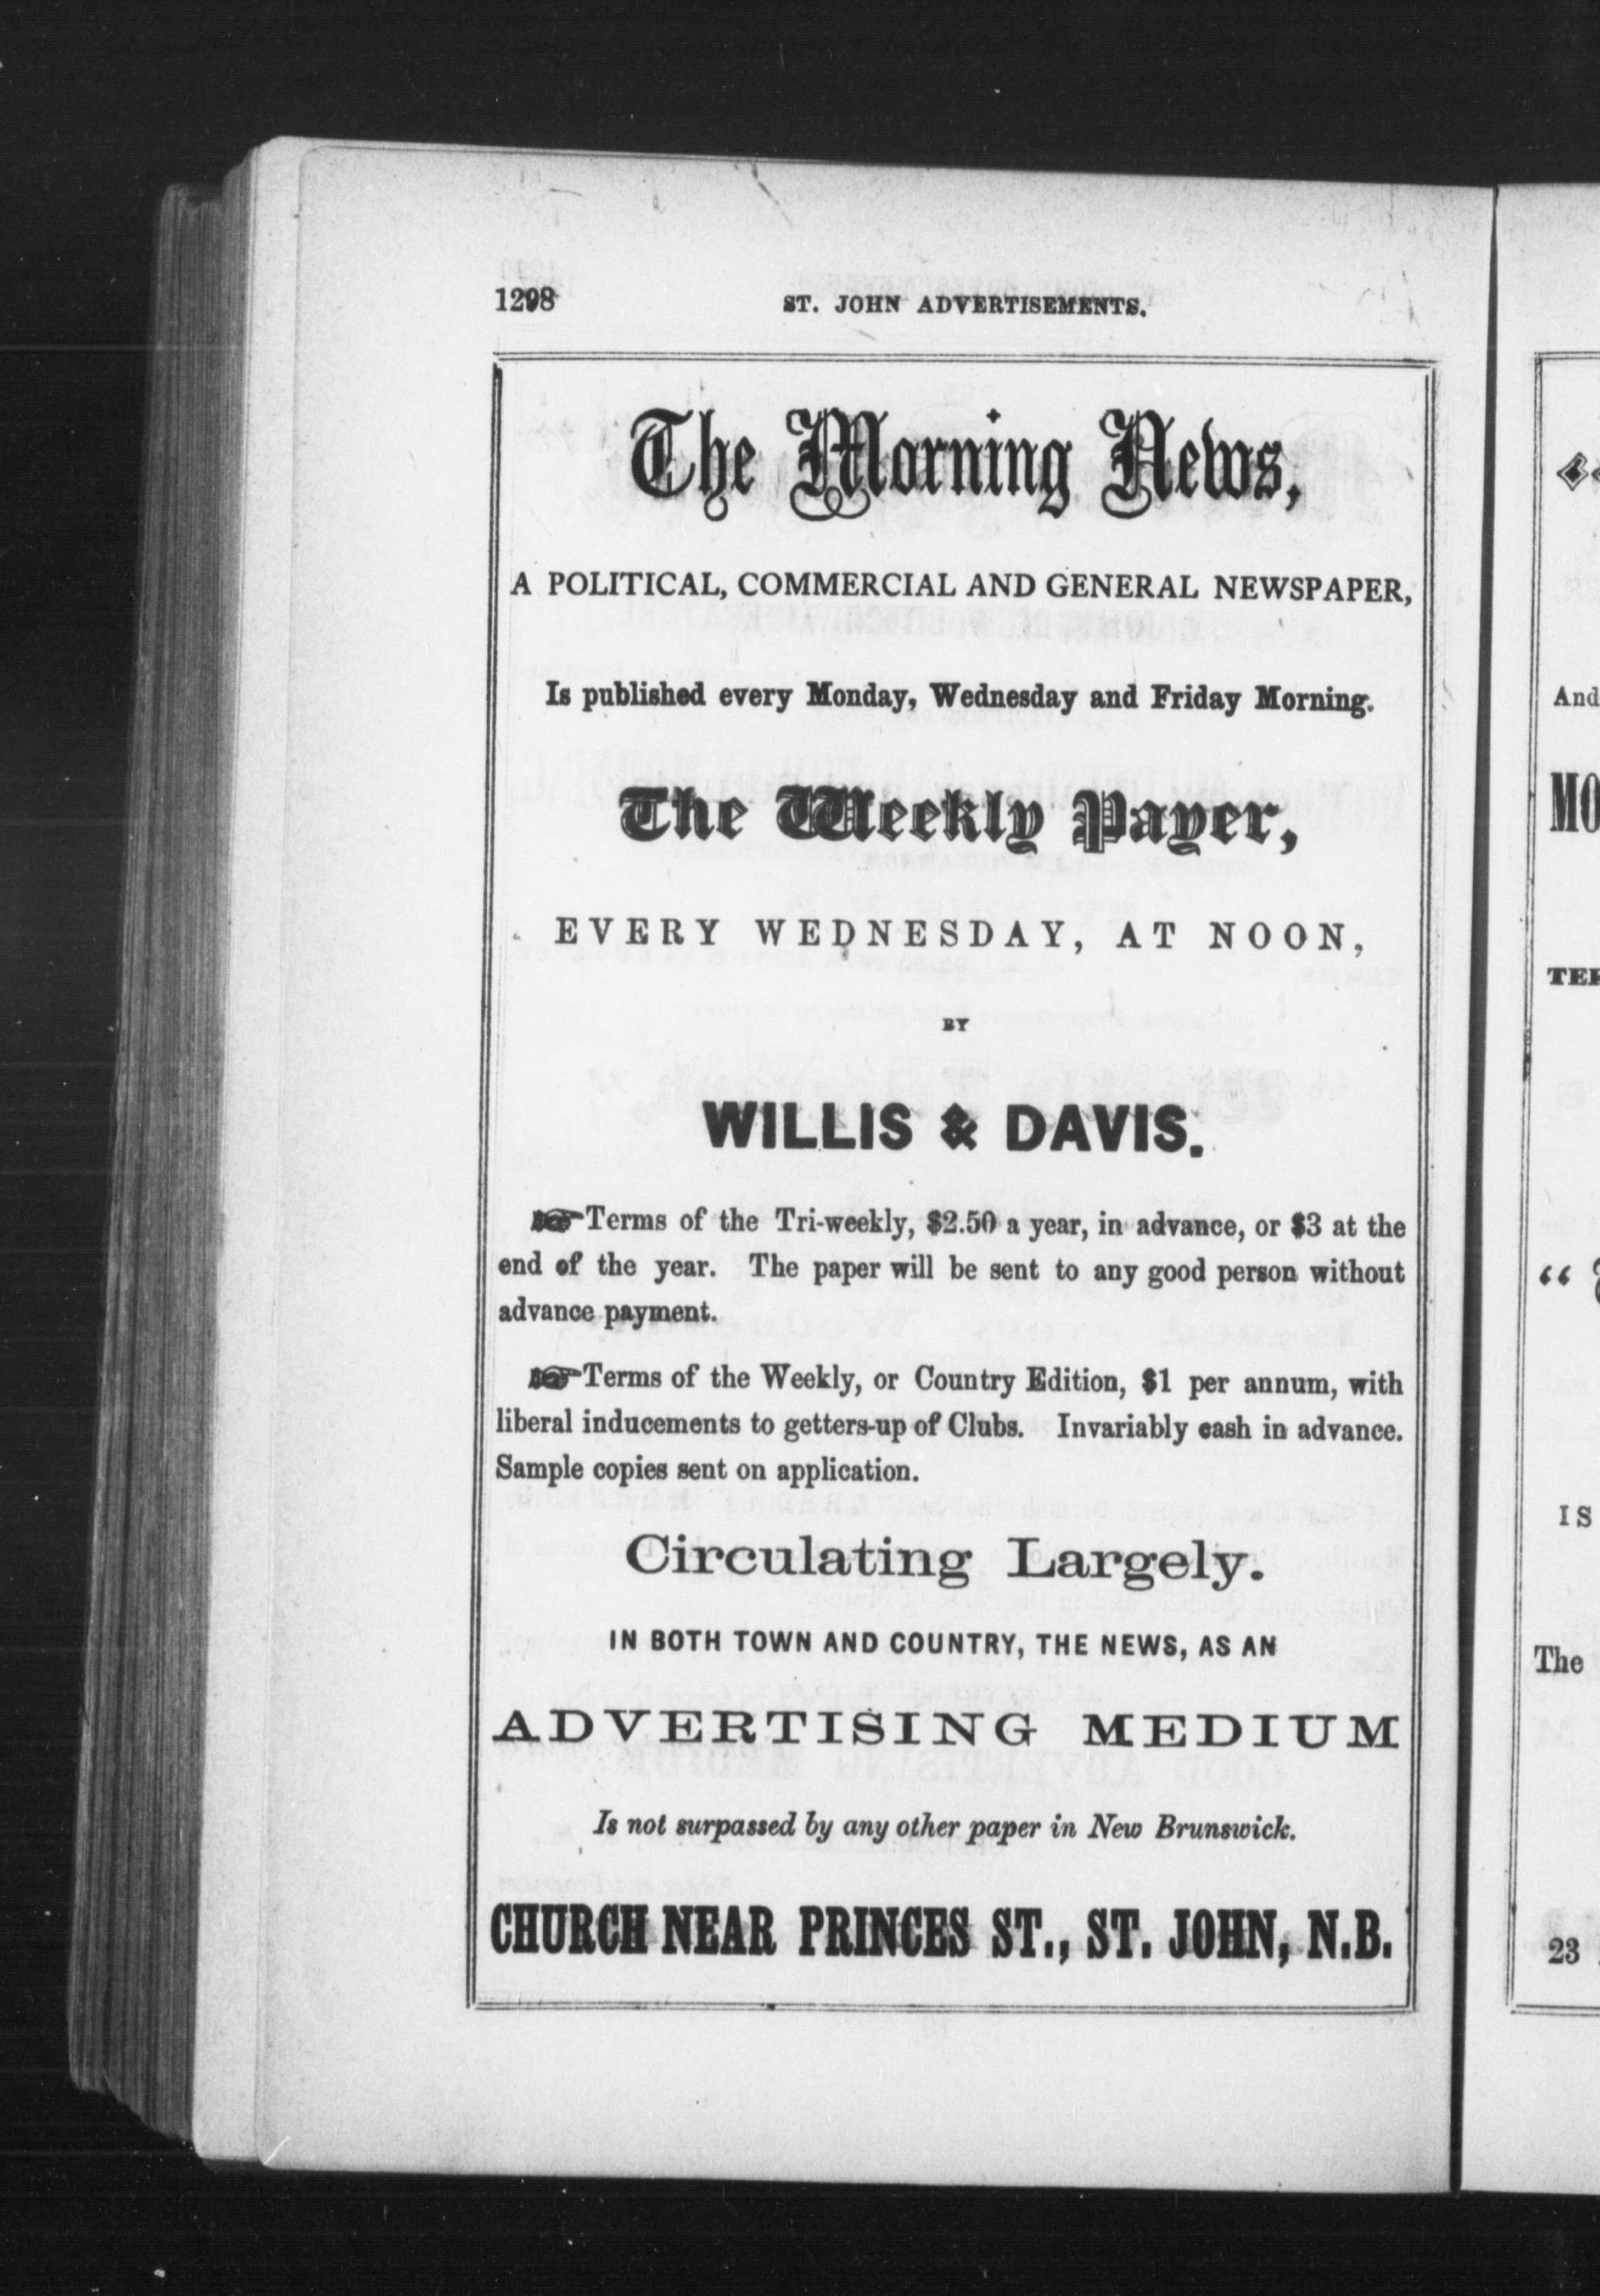 1298
ST. JOHN ADVERTISEMENTS.
The Morning News,
A POLITICAL, COMMERCIAL AND GENERAL NEWSPAPER,
Is published every Monday, Wednesday and Friday Morning.
The Weekly Payer,
EVERY WEDNESDAY, AT NOON,
BY
WILLIS & DAVIS.
☞Terms of the Tri-weekly, $2.50 a year, in advance, or $3 at the
end of the year. The paper will be sent to any good person without
advance payment.
☞Terms of the Weekly, or Country Edition, $1 per annum, with
liberal inducements to getters-up of Clubs. Invariably cash in advance.
Sample copies sent on application.
Circulating Largely.
IN BOTH TOWN AND COUNTRY, THE NEWS, AS AN
ADVERTISING MEDIUM
Is not surpassed by any other paper in New Brunswick.
CHURCH NEAR PRINCES ST., ST. JOHN, N.B.
And
MO
IS
The
23